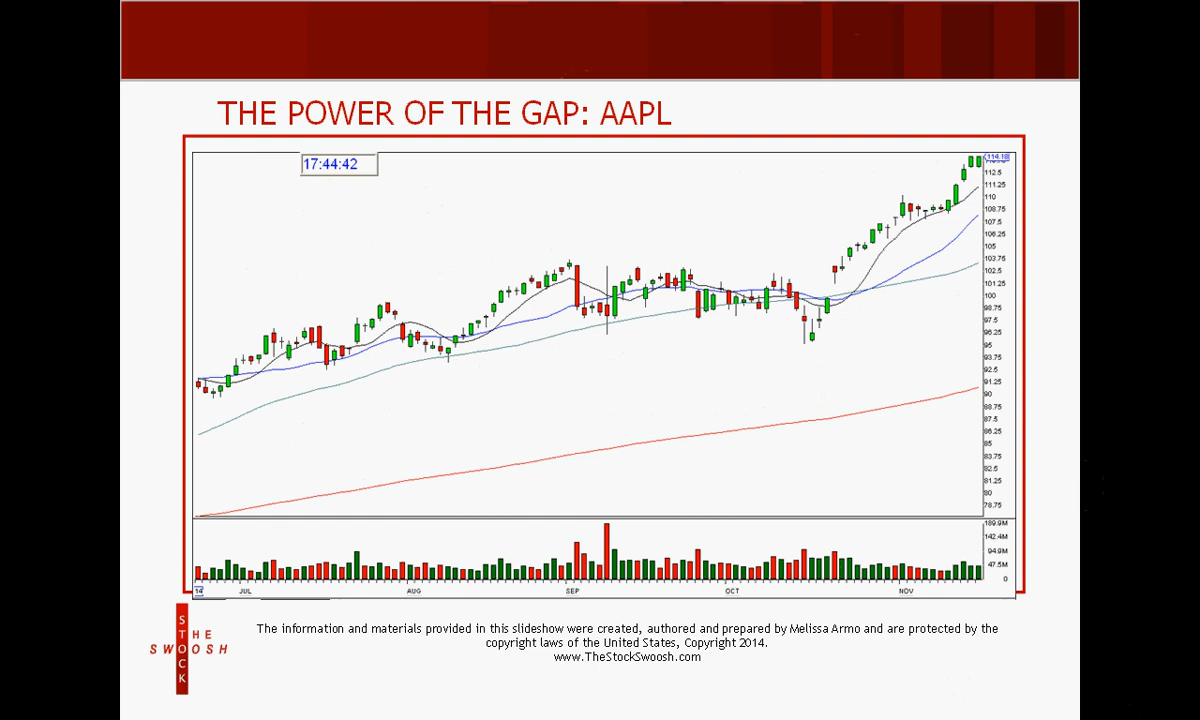 THE POWER OF THE GAP: AAPL
17:44:42
114.18
112.5
111.25
110
108.75
107.5
106.25
105
103.75
102.5
101.25
100
98.75
97.5
96.25
95
93.75
92.5
91.25
90
88.75
87.5
86.25
85
83.75
82.5
81.25
80
78.75
189.9M
142.4M
94.9M
47.5M
0
14 JUL AUG SEP OCT NOV
THE
STOCK
SWOOSH
The information and materials provided in this slideshow were created, authored and prepared by Melissa Armo and are protected by the
copyright laws of the United States, Copyright 2014.
www.TheStockSwoosh.com